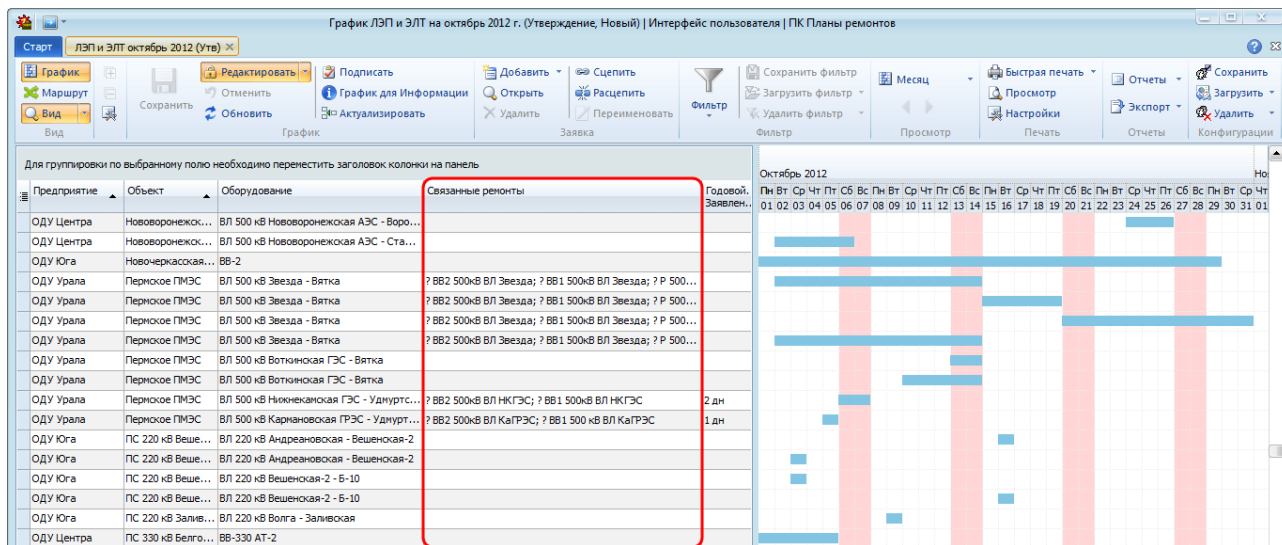 График ЛЭП и ЭЛТ на октябрь 2012 г. (Утверждение, Новый) | Интерфейс пользователя | ПК Планы ремонтов
Старт ЛЭП и ЭЛТ октябрь 2012 (Утв)
График Редактировать Подписать Добавить Сцепить Сохранить фильтр Месяц Быстрая печать Отчеты Сохранить
Маршрут Сохранить Отменить График для Информации Открыть Расцепить Фильтр Загрузить фильтр Просмотр Экспорт Загрузить
Вид Обновить Актуализировать Удалить Переименовать Удалить фильтр Настройки Удалить
Вид График Заявка Фильтр Просмотр Печать Отчеты Конфигурации
Для группировки по выбранному полю необходимо переместить заголовок колонки на панель
Октябрь 2012 Но
Предприятие Объект Оборудование Связанные ремонты Годовой. Заявлен.. Пн Вт Ср Чт Пт Сб Вс Пн Вт Ср Чт Пт Сб Вс Пн Вт Ср Чт Пт Сб Вс Пн Вт Ср Чт Пт Сб Вс Пн Вт Ср Чт
01 02 03 04 05 06 07 08 09 10 11 12 13 14 15 16 17 18 19 20 21 22 23 24 25 26 27 28 29 30 31 01
ОДУ Центра Нововоронежск... ВЛ 500 кВ Нововоронежская АЭС - Воро...
ОДУ Центра Нововоронежск... ВЛ 500 кВ Нововоронежская АЭС - Ста...
ОДУ Юга Новочеркасская... ВВ-2
ОДУ Урала Пермское ПМЭС ВЛ 500 кВ Звезда - Вятка ? ВВ2 500кВ ВЛ Звезда; ? ВВ1 500кВ ВЛ Звезда; ? Р 500...
ОДУ Урала Пермское ПМЭС ВЛ 500 кВ Звезда - Вятка ? ВВ2 500кВ ВЛ Звезда; ? ВВ1 500кВ ВЛ Звезда; ? Р 500...
ОДУ Урала Пермское ПМЭС ВЛ 500 кВ Звезда - Вятка ? ВВ2 500кВ ВЛ Звезда; ? ВВ1 500кВ ВЛ Звезда; ? Р 500...
ОДУ Урала Пермское ПМЭС ВЛ 500 кВ Звезда - Вятка ? ВВ2 500кВ ВЛ Звезда; ? ВВ1 500кВ ВЛ Звезда; ? Р 500...
ОДУ Урала Пермское ПМЭС ВЛ 500 кВ Воткинская ГЭС - Вятка
ОДУ Урала Пермское ПМЭС ВЛ 500 кВ Воткинская ГЭС - Вятка
ОДУ Урала Пермское ПМЭС ВЛ 500 кВ Нижнекамская ГЭС - Удмуртс... ? ВВ2 500кВ ВЛ НКГЭС; ? ВВ1 500кВ ВЛ НКГЭС 2 дн
ОДУ Урала Пермское ПМЭС ВЛ 500 кВ Кармановская ГРЭС - Удмурт... ? ВВ2 500кВ ВЛ КаГРЭС; ? ВВ1 500 кВ ВЛ КаГРЭС 1 дн
ОДУ Юга ПС 220 кВ Веше... ВЛ 220 кВ Андреановская - Вешенская-2
ОДУ Юга ПС 220 кВ Веше... ВЛ 220 кВ Андреановская - Вешенская-2
ОДУ Юга ПС 220 кВ Веше... ВЛ 220 кВ Вешенская-2 - Б-10
ОДУ Юга ПС 220 кВ Веше... ВЛ 220 кВ Вешенская-2 - Б-10
ОДУ Юга ПС 220 кВ Залив... ВЛ 220 кВ Волга - Заливская
ОДУ Центра ПС 330 кВ Белго... ВВ-330 АТ-2